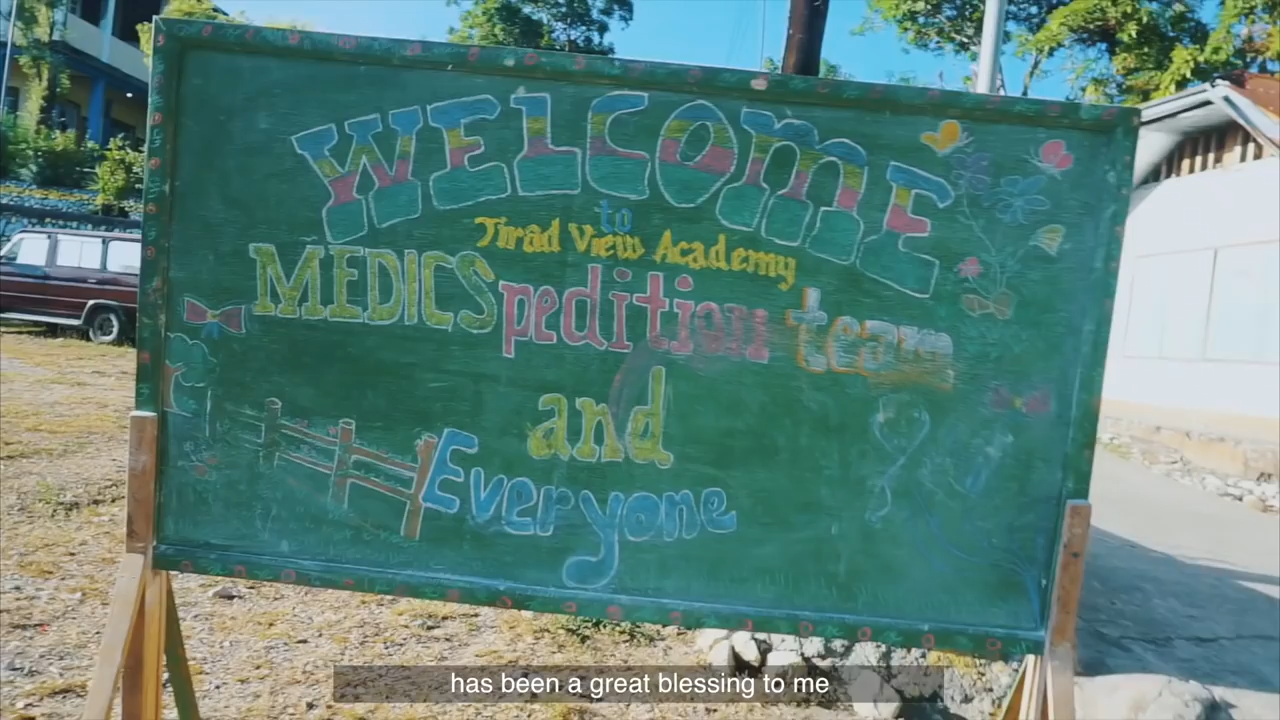 WELCOME
to
Tirad View Academy
MEDICSpedition team
and
Everyone
has been a great blessing to me